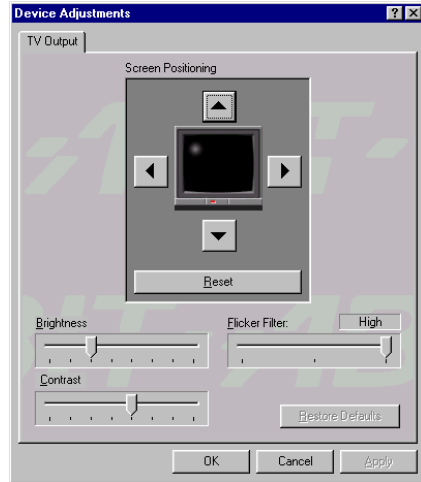 Device Adjustments
TV Output
Screen Positioning
Reset
Brightness
Flicker Filter:
High
Contrast
Restore Defaults
OK
Cancel
Apply